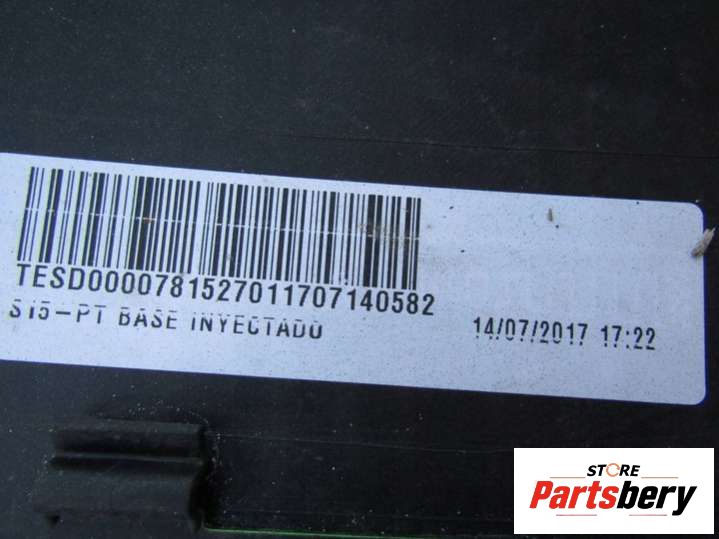 TESD0000781527011707140582
S15-PT BASE INYECTADO
14/07/2017 17:22
STORE
Partsbery